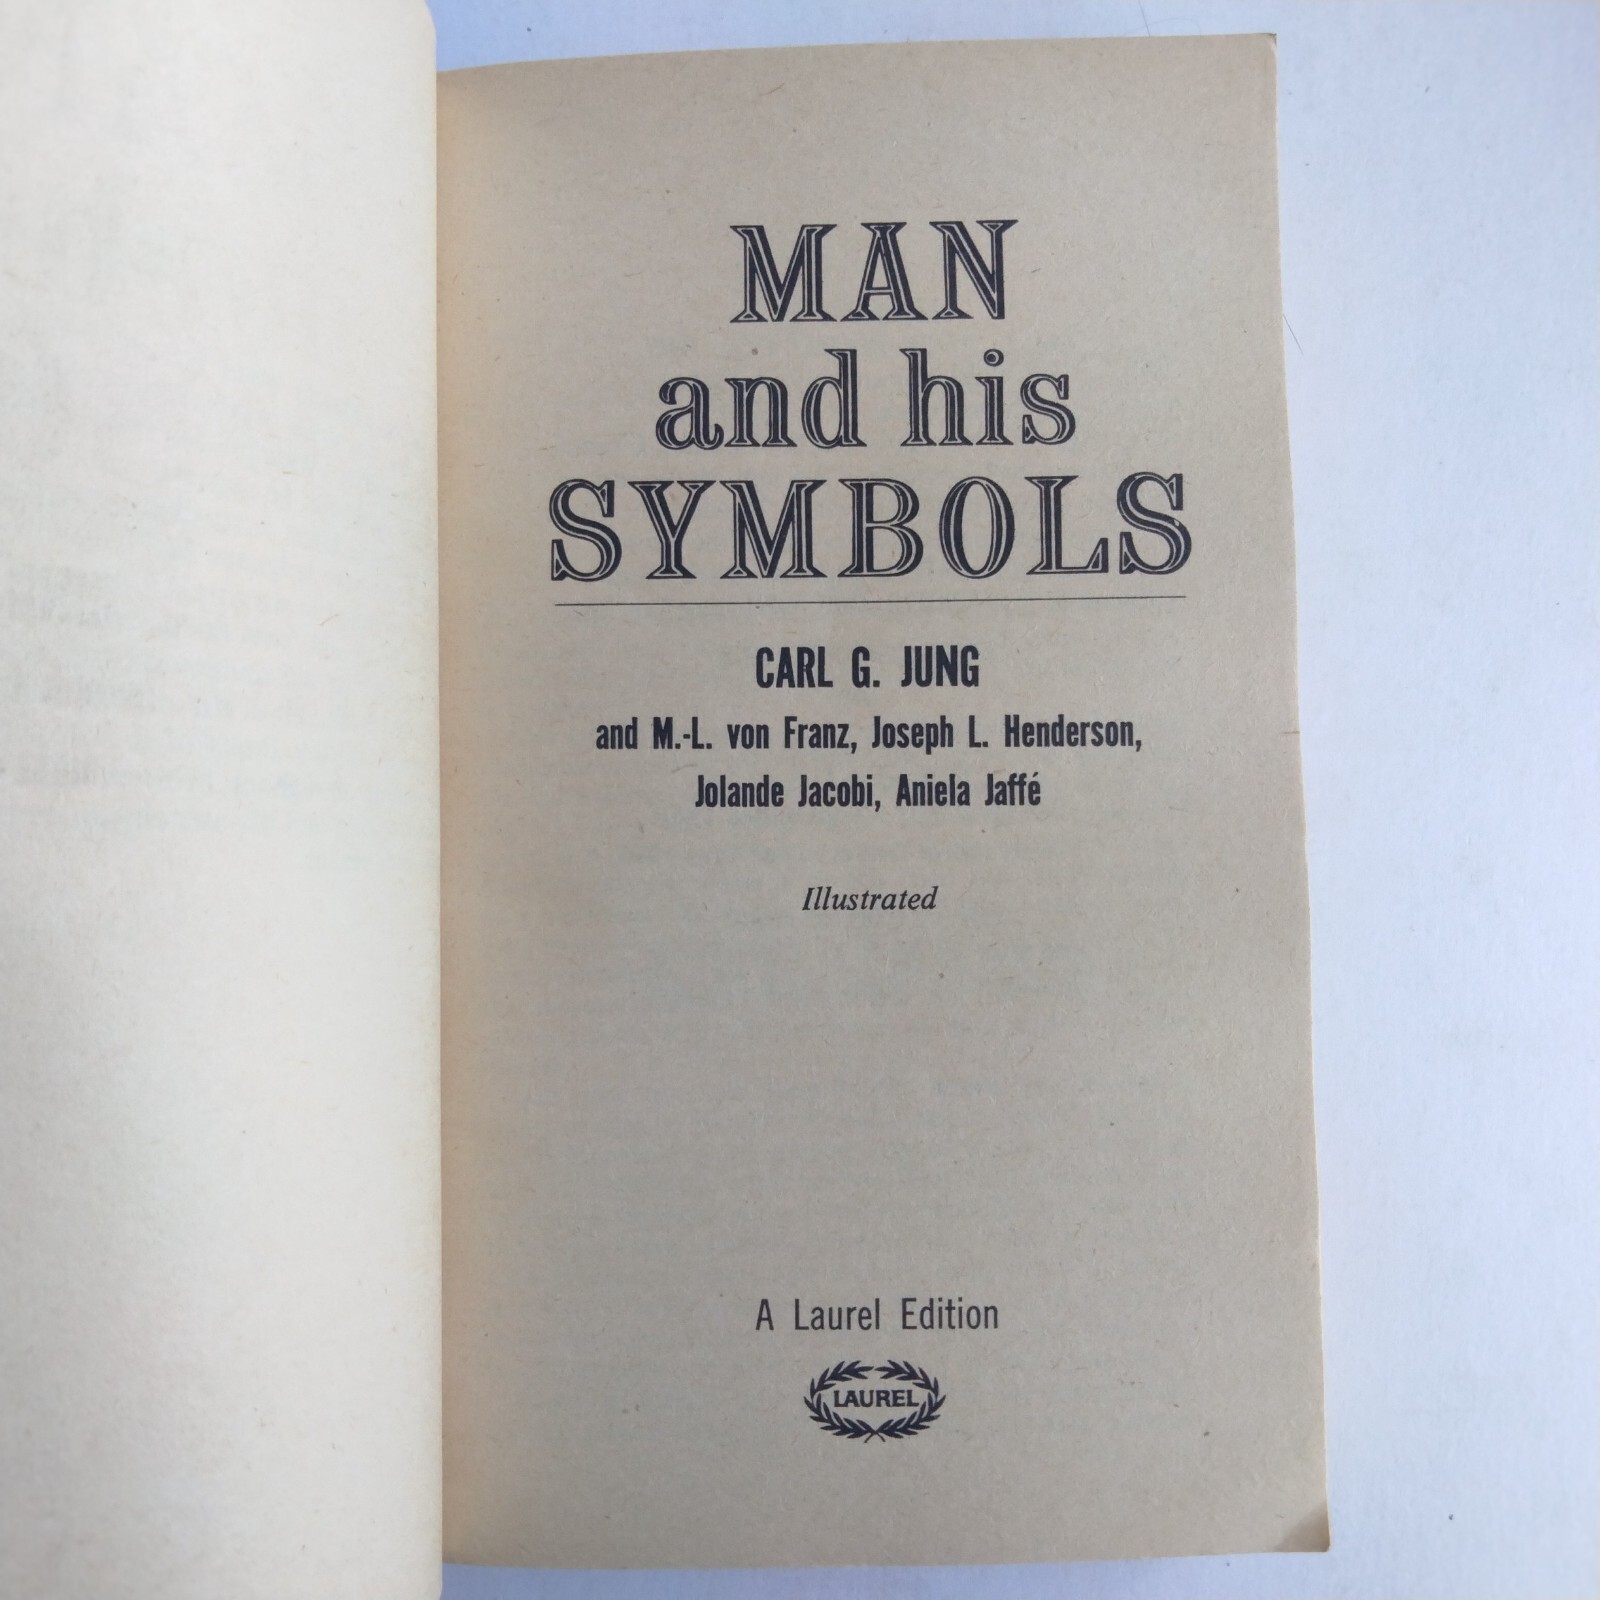 MAN
and his
SYMBOLS
CARL G. JUNG
and M.-L. von Franz, Joseph L. Henderson,
Jolande Jacobi, Aniela Jaffé
Illustrated
A Laurel Edition
LAUREL